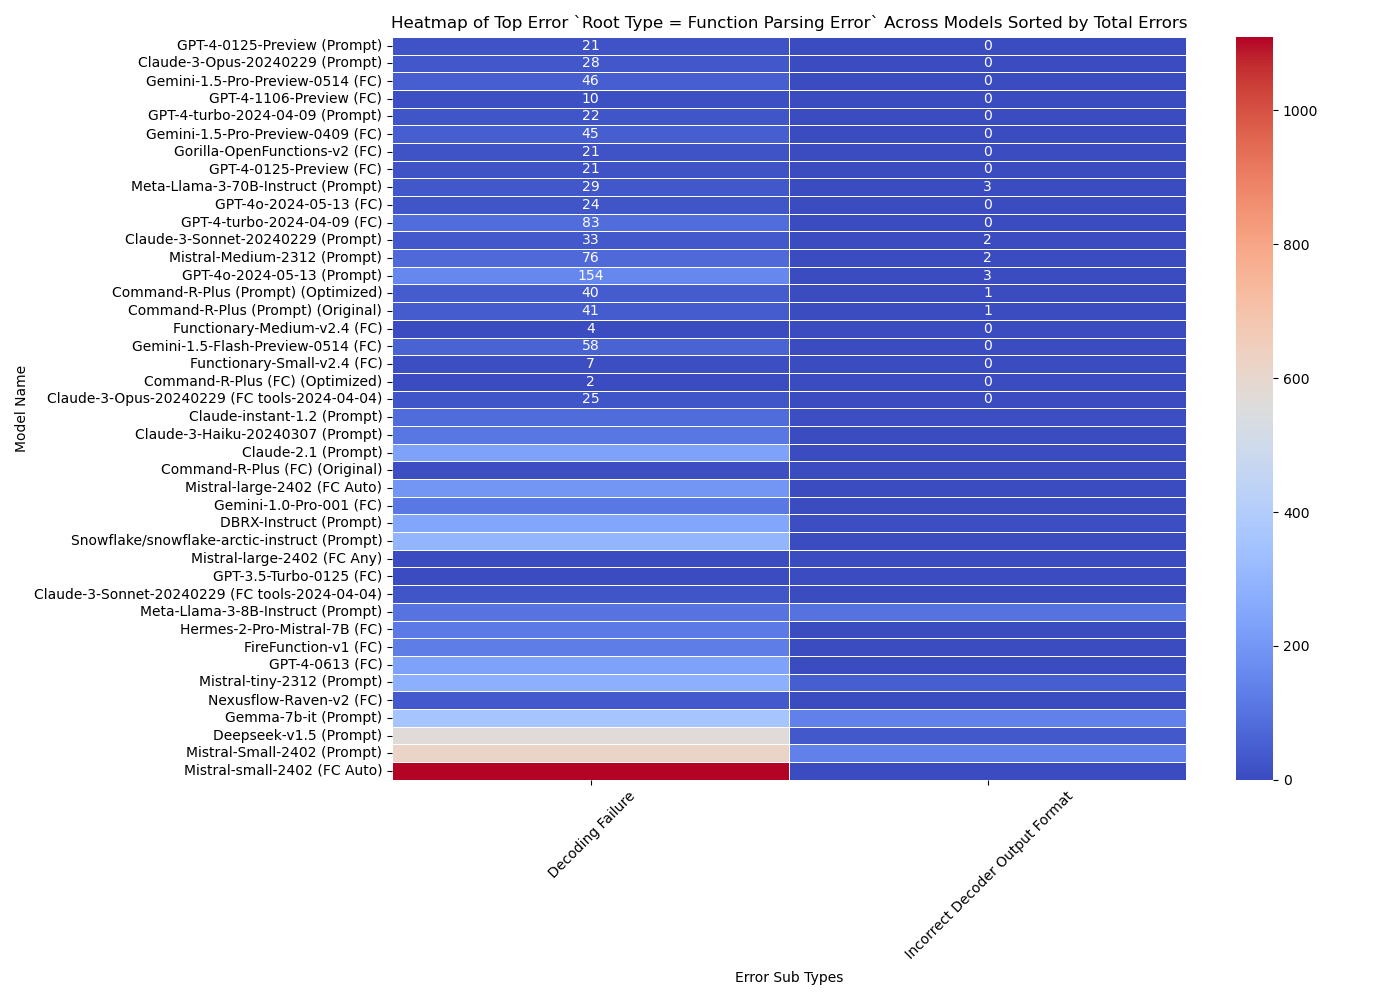 Heatmap of Top Error `Root Type = Function Parsing Error` Across Models Sorted by Total Errors
GPT-4-0125-Preview (Prompt) 21 0
Claude-3-Opus-20240229 (Prompt) 28 0
Gemini-1.5-Pro-Preview-0514 (FC) 46 0
GPT-4-1106-Preview (FC) 10 0
GPT-4-turbo-2024-04-09 (Prompt) 22 0
Gemini-1.5-Pro-Preview-0409 (FC) 45 0
Gorilla-OpenFunctions-v2 (FC) 21 0
GPT-4-0125-Preview (FC) 21 0
Meta-Llama-3-70B-Instruct (Prompt) 29 3
GPT-4o-2024-05-13 (FC) 24 0
GPT-4-turbo-2024-04-09 (FC) 83 0
Claude-3-Sonnet-20240229 (Prompt) 33 2
Mistral-Medium-2312 (Prompt) 76 2
GPT-4o-2024-05-13 (Prompt) 154 3
Command-R-Plus (Prompt) (Optimized) 40 1
Command-R-Plus (Prompt) (Original) 41 1
Functionary-Medium-v2.4 (FC) 4 0
Gemini-1.5-Flash-Preview-0514 (FC) 58 0
Functionary-Small-v2.4 (FC) 7 0
Command-R-Plus (FC) (Optimized) 2 0
Claude-3-Opus-20240229 (FC tools-2024-04-04) 25 0
Claude-instant-1.2 (Prompt)
Claude-3-Haiku-20240307 (Prompt)
Claude-2.1 (Prompt)
Command-R-Plus (FC) (Original)
Mistral-large-2402 (FC Auto)
Gemini-1.0-Pro-001 (FC)
DBRX-Instruct (Prompt)
Snowflake/snowflake-arctic-instruct (Prompt)
Mistral-large-2402 (FC Any)
GPT-3.5-Turbo-0125 (FC)
Claude-3-Sonnet-20240229 (FC tools-2024-04-04)
Meta-Llama-3-8B-Instruct (Prompt)
Hermes-2-Pro-Mistral-7B (FC)
FireFunction-v1 (FC)
GPT-4-0613 (FC)
Mistral-tiny-2312 (Prompt)
Nexusflow-Raven-v2 (FC)
Gemma-7b-it (Prompt)
Deepseek-v1.5 (Prompt)
Mistral-Small-2402 (Prompt)
Mistral-small-2402 (FC Auto)
Model Name
Decoding Failure
Incorrect Decoder Output Format
Error Sub Types
1000
800
600
400
200
0